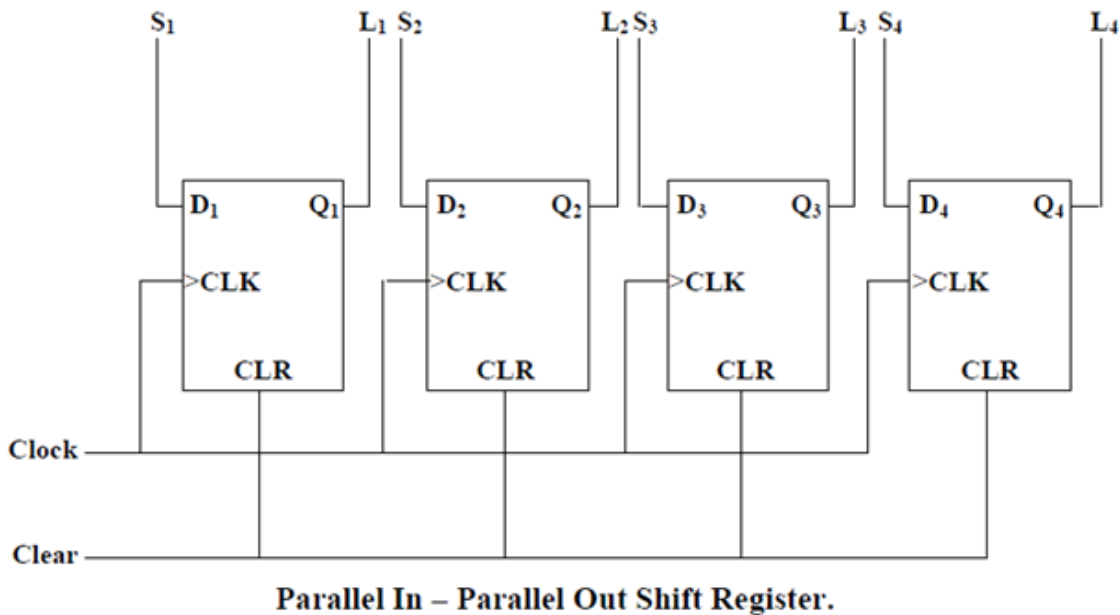 S₁ L₁ S₂ L₂ S₃ L₃ S₄ L₄
D₁ Q₁ D₂ Q₂ D₃ Q₃ D₄ Q₄
>CLK >CLK >CLK >CLK
CLR CLR CLR CLR
Clock
Clear
Parallel In – Parallel Out Shift Register.